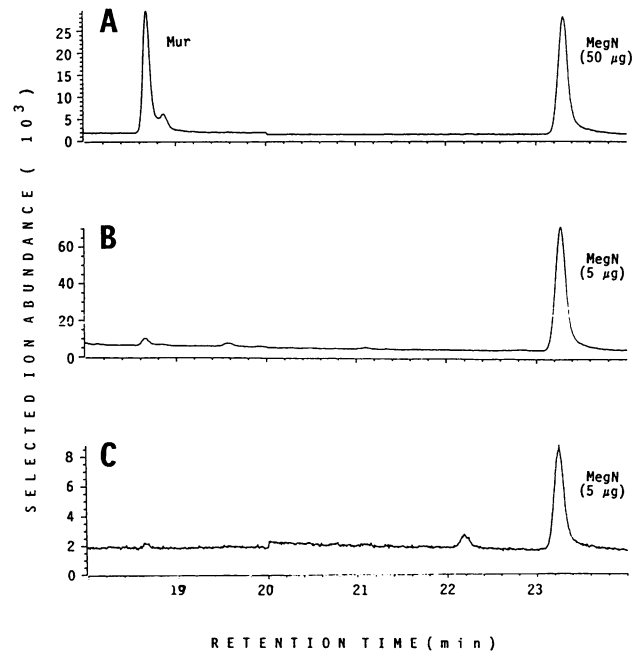 A
Mur
MegN
(50 µg)
25
20
15
10
5
0
B
MegN
(5 µg)
60
40
20
0
C
MegN
(5 µg)
8
6
4
2
0
19
20
21
22
23
SELECTED ION ABUNDANCE ( 10³)
RETENTION TIME(min)